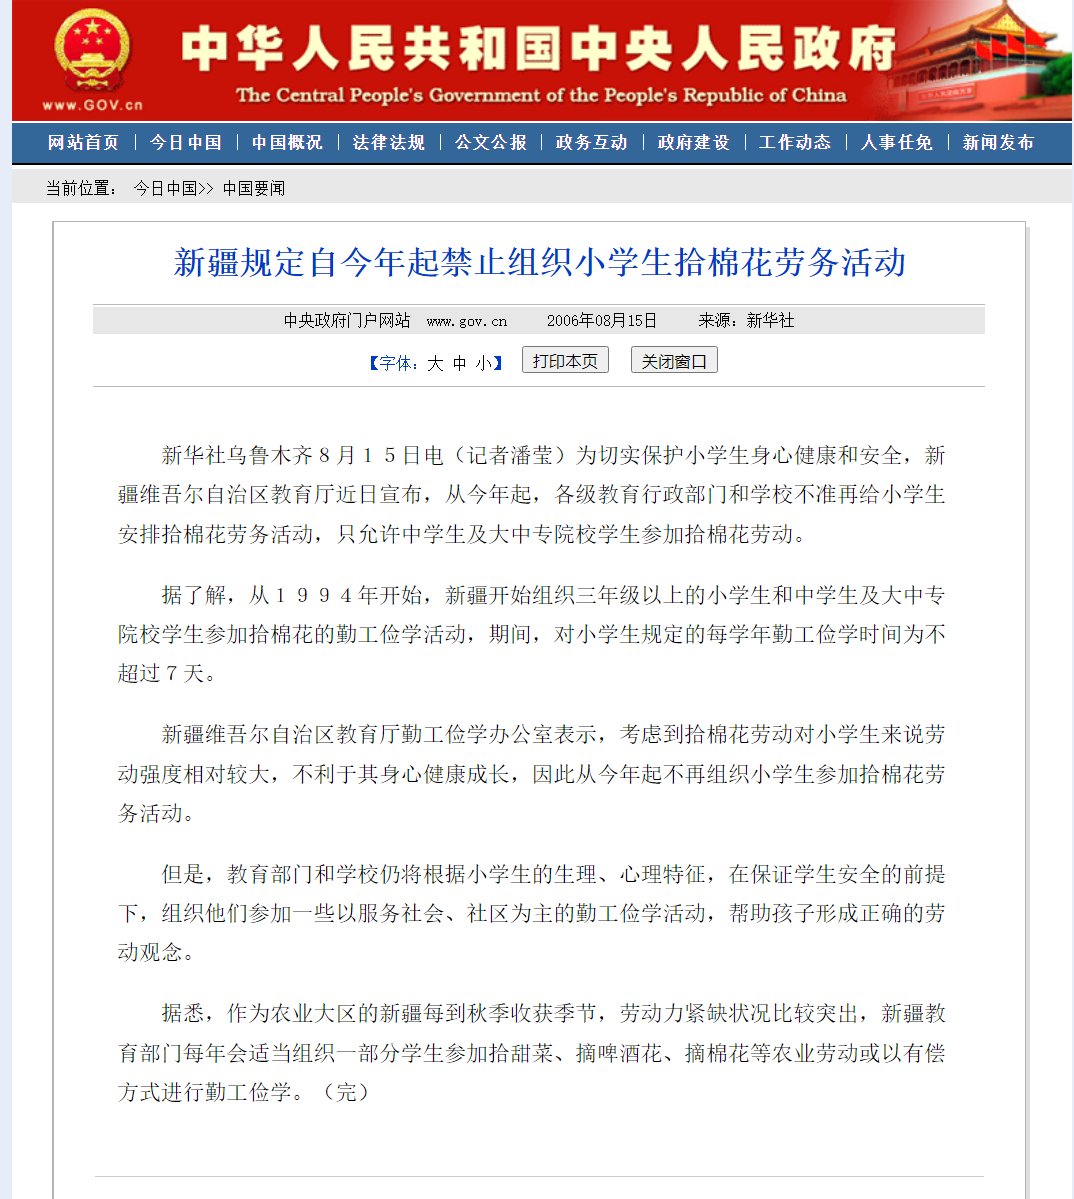 中华人民共和国中央人民政府
www.GOV.cn
The Central People's Government of the People's Republic of China
网站首页 | 今日中国 | 中国概况 | 法律法规 | 公文公报 | 政务互动 | 政府建设 | 工作动态 | 人事任免 | 新闻发布
当前位置： 今日中国>> 中国要闻
新疆规定自今年起禁止组织小学生拾棉花劳务活动
中央政府门户网站 www.gov.cn 2006年08月15日 来源：新华社
【字体：大 中 小】 打印本页 关闭窗口
新华社乌鲁木齐８月１５日电（记者潘莹）为切实保护小学生身心健康和安全，新
疆维吾尔自治区教育厅近日宣布，从今年起，各级教育行政部门和学校不准再给小学生
安排拾棉花劳务活动，只允许中学生及大中专院校学生参加拾棉花劳动。
据了解，从１９９４年开始，新疆开始组织三年级以上的小学生和中学生及大中专
院校学生参加拾棉花的勤工俭学活动，期间，对小学生规定的每学年勤工俭学时间为不
超过７天。
新疆维吾尔自治区教育厅勤工俭学办公室表示，考虑到拾棉花劳动对小学生来说劳
动强度相对较大，不利于其身心健康成长，因此从今年起不再组织小学生参加拾棉花劳
务活动。
但是，教育部门和学校仍将根据小学生的生理、心理特征，在保证学生安全的前提
下，组织他们参加一些以服务社会、社区为主的勤工俭学活动，帮助孩子形成正确的劳
动观念。
据悉，作为农业大区的新疆每到秋季收获季节，劳动力紧缺状况比较突出，新疆教
育部门每年会适当组织一部分学生参加拾甜菜、摘啤酒花、摘棉花等农业劳动或以有偿
方式进行勤工俭学。（完）